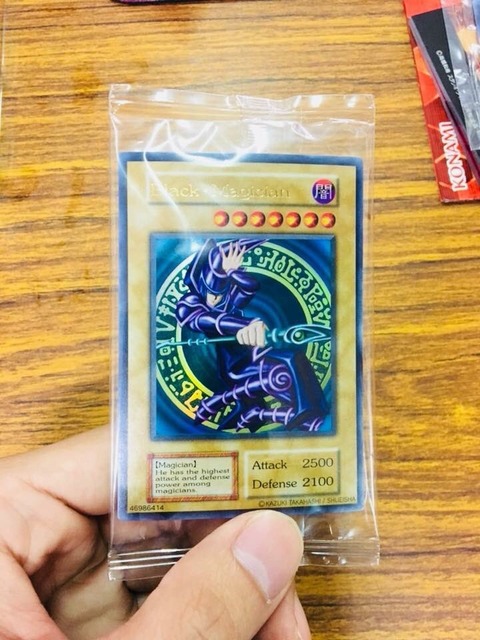 Black Magician
闇
[Magician]
He has the highest
attack and defense
power among
magicians.
Attack 2500
Defense 2100
46986414
©KAZUKI TAKAHASHI / SHUEISHA
KONAMI